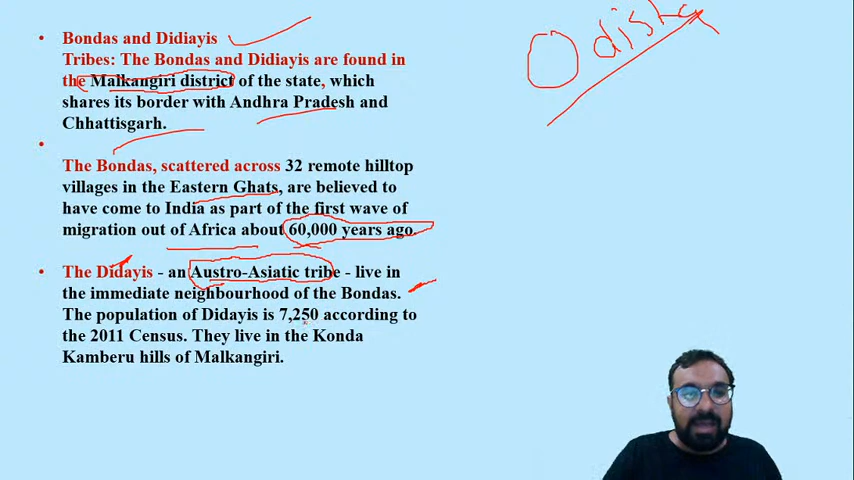 Bondas and Didiayis
Tribes: The Bondas and Didiayis are found in
the Malkangiri district of the state, which
shares its border with Andhra Pradesh and
Chhattisgarh.
The Bondas, scattered across 32 remote hilltop
villages in the Eastern Ghats, are believed to
have come to India as part of the first wave of
migration out of Africa about 60,000 years ago.
The Didayis - an Austro-Asiatic tribe - live in
the immediate neighbourhood of the Bondas.
The population of Didayis is 7,250 according to
the 2011 Census. They live in the Konda
Kamberu hills of Malkangiri.
Odisha